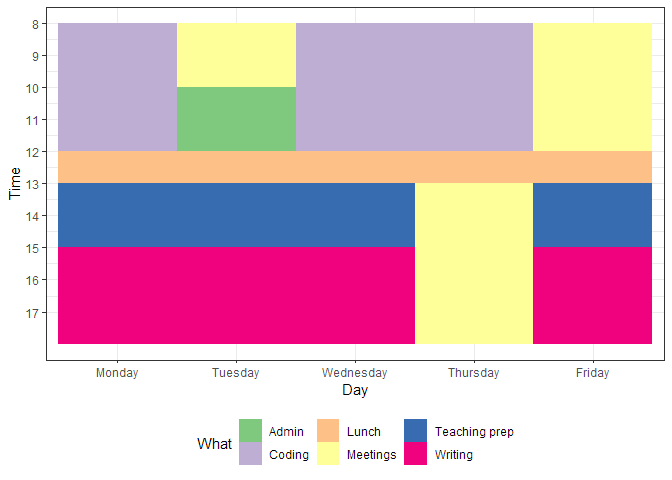 8
9
10
11
12
13
14
15
16
17
Time
Monday Tuesday Wednesday Thursday Friday
Day
What
Admin Lunch Teaching prep
Coding Meetings Writing